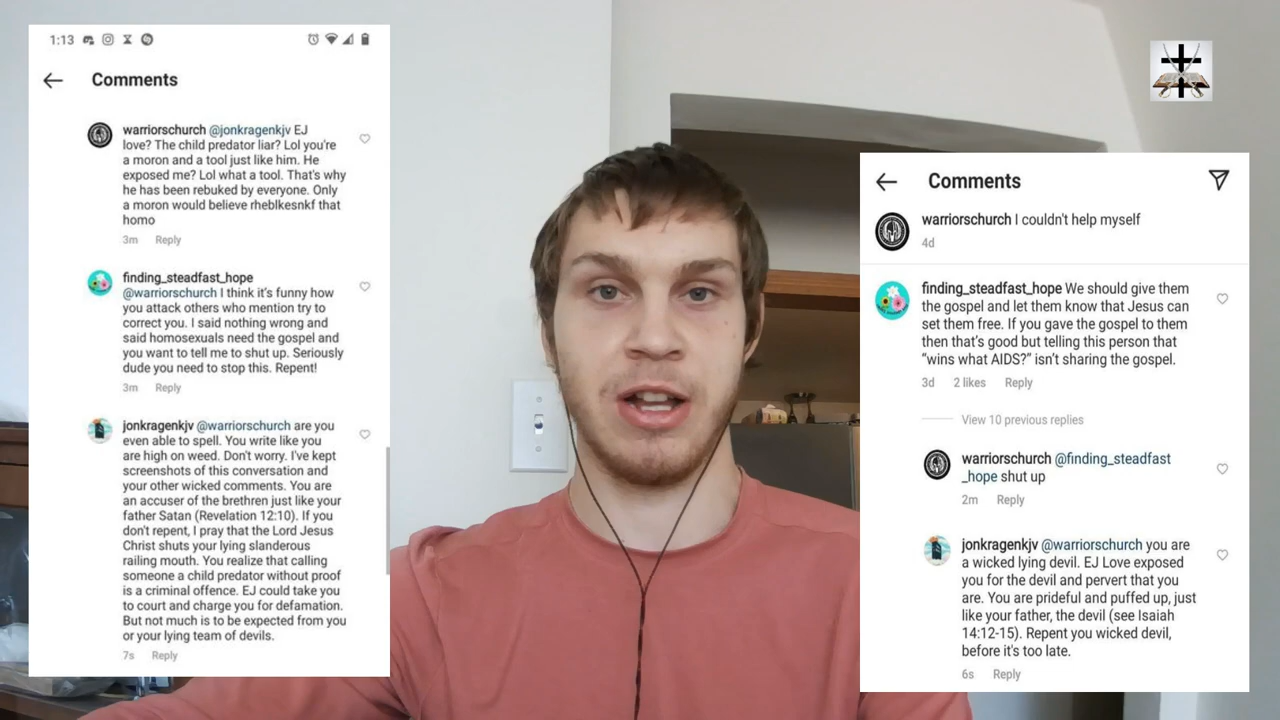 1:13
Comments
warriorschurch @jonkragenkjv EJ
love? The child predator liar? Lol you're
a moron and a tool just like him. He
exposed me? Lol what a tool. That's why
he has been rebuked by everyone. Only
a moron would believe rheblkesnkf that
homo
3m Reply
finding_steadfast_hope
@warriorschurch I think it's funny how
you attack others who mention try to
correct you. I said nothing wrong and
said homosexuals need the gospel and
you want to tell me to shut up. Seriously
dude you need to stop this. Repent!
3m Reply
jonkragenkjv @warriorschurch are you
even able to spell. You write like you
are high on weed. Don't worry. I've kept
screenshots of this conversation and
your other wicked comments. You are
an accuser of the brethren just like your
father Satan (Revelation 12:10). If you
don't repent, I pray that the Lord Jesus
Christ shuts your lying slanderous
railing mouth. You realize that calling
someone a child predator without proof
is a criminal offence. EJ could take you
to court and charge you for defamation.
But not much is to be expected from you
or your lying team of devils.
7s Reply
Comments
warriorschurch I couldn't help myself
4d
finding_steadfast_hope We should give them
the gospel and let them know that Jesus can
set them free. If you gave the gospel to them
then that's good but telling this person that
"wins what AIDS?" isn't sharing the gospel.
3d 2 likes Reply
View 10 previous replies
warriorschurch @finding_steadfast
_hope shut up
2m Reply
jonkragenkjv @warriorschurch you are
a wicked lying devil. EJ Love exposed
you for the devil and pervert that you
are. You are prideful and puffed up, just
like your father, the devil (see Isaiah
14:12-15). Repent you wicked devil,
before it's too late.
6s Reply